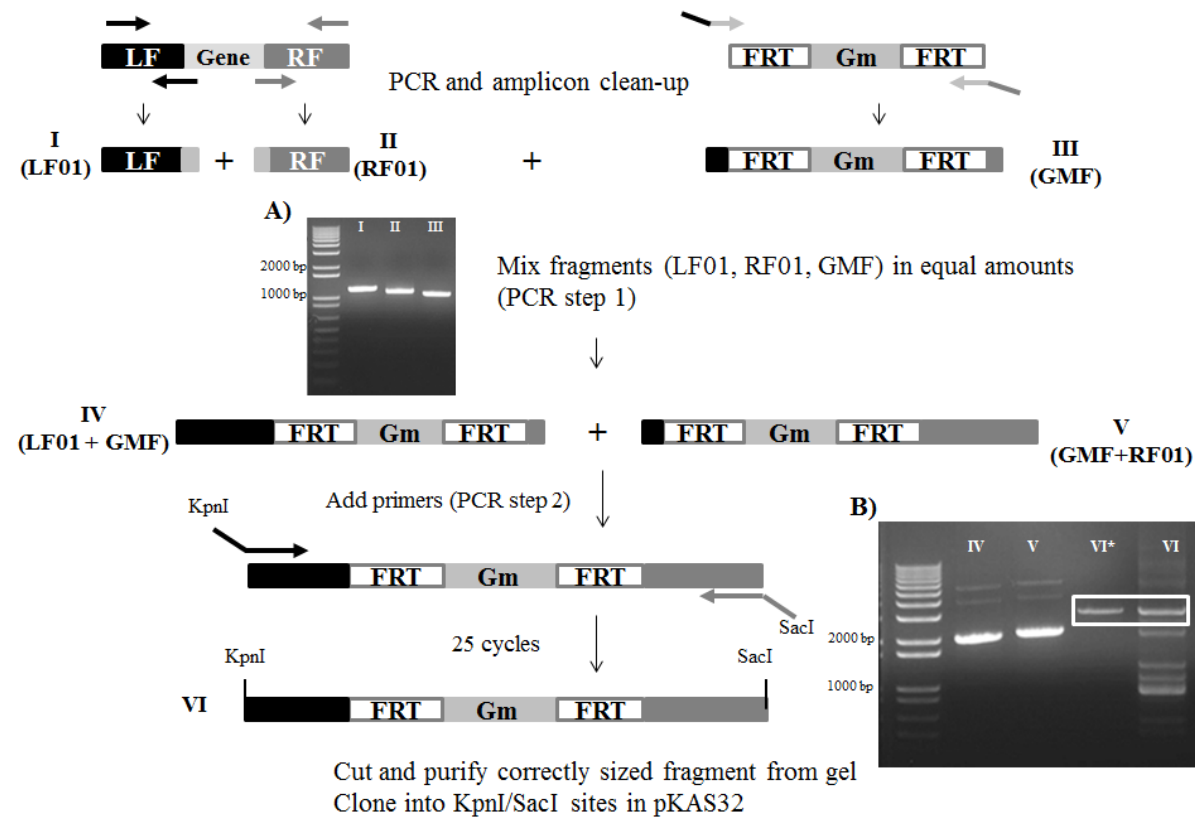 LF Gene RF
FRT Gm FRT
PCR and amplicon clean-up
I
(LF01)
LF + RF
II
(RF01)
+
FRT Gm FRT
III
(GMF)
A)
I II III
2000 bp
1000 bp
Mix fragments (LF01, RF01, GMF) in equal amounts
(PCR step 1)
IV
(LF01 + GMF)
FRT Gm FRT
+
FRT Gm FRT
V
(GMF+RF01)
KpnI
Add primers (PCR step 2)
FRT Gm FRT
SacI
25 cycles
KpnI
SacI
VI
FRT Gm FRT
B)
IV V VI* VI
2000 bp
1000 bp
Cut and purify correctly sized fragment from gel
Clone into KpnI/SacI sites in pKAS32